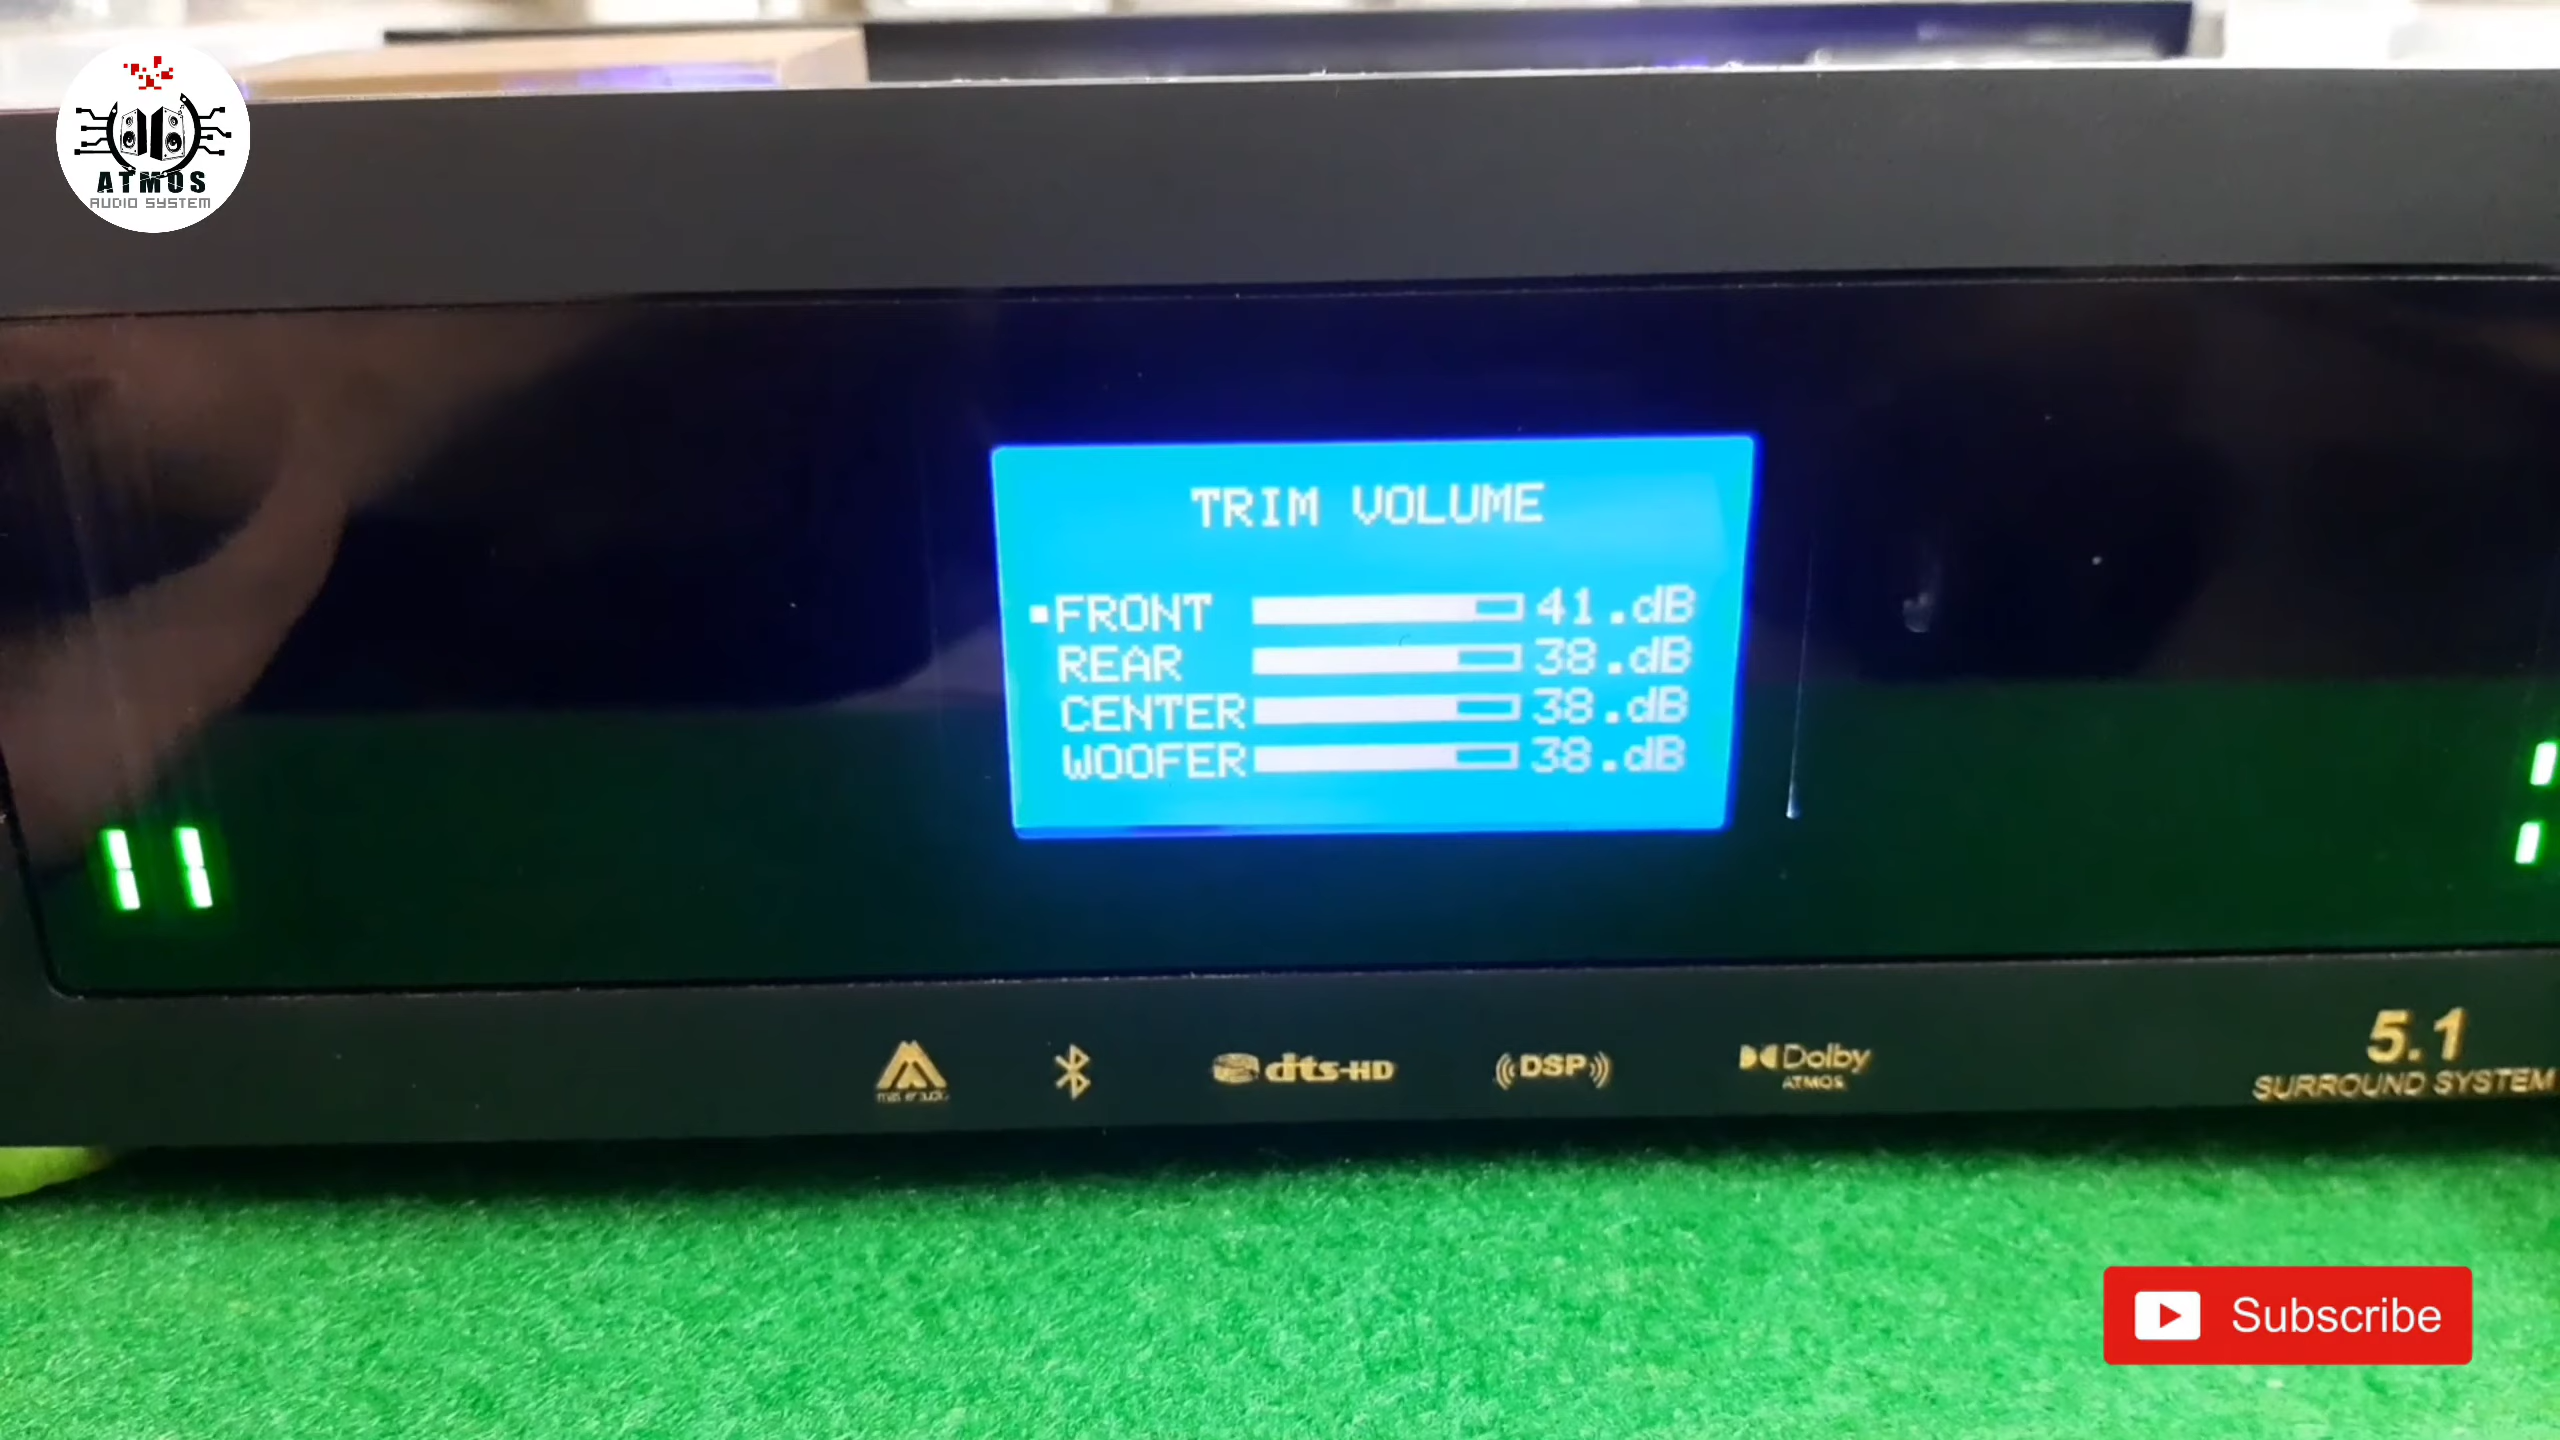 ATMOS
AUDIO SYSTEM
TRIM VOLUME
FRONT 41.dB
REAR 38.dB
CENTER 38.dB
WOOFER 38.dB
dts-HD
DSP
Dolby
ATMOS
5.1
SURROUND SYSTEM
Subscribe